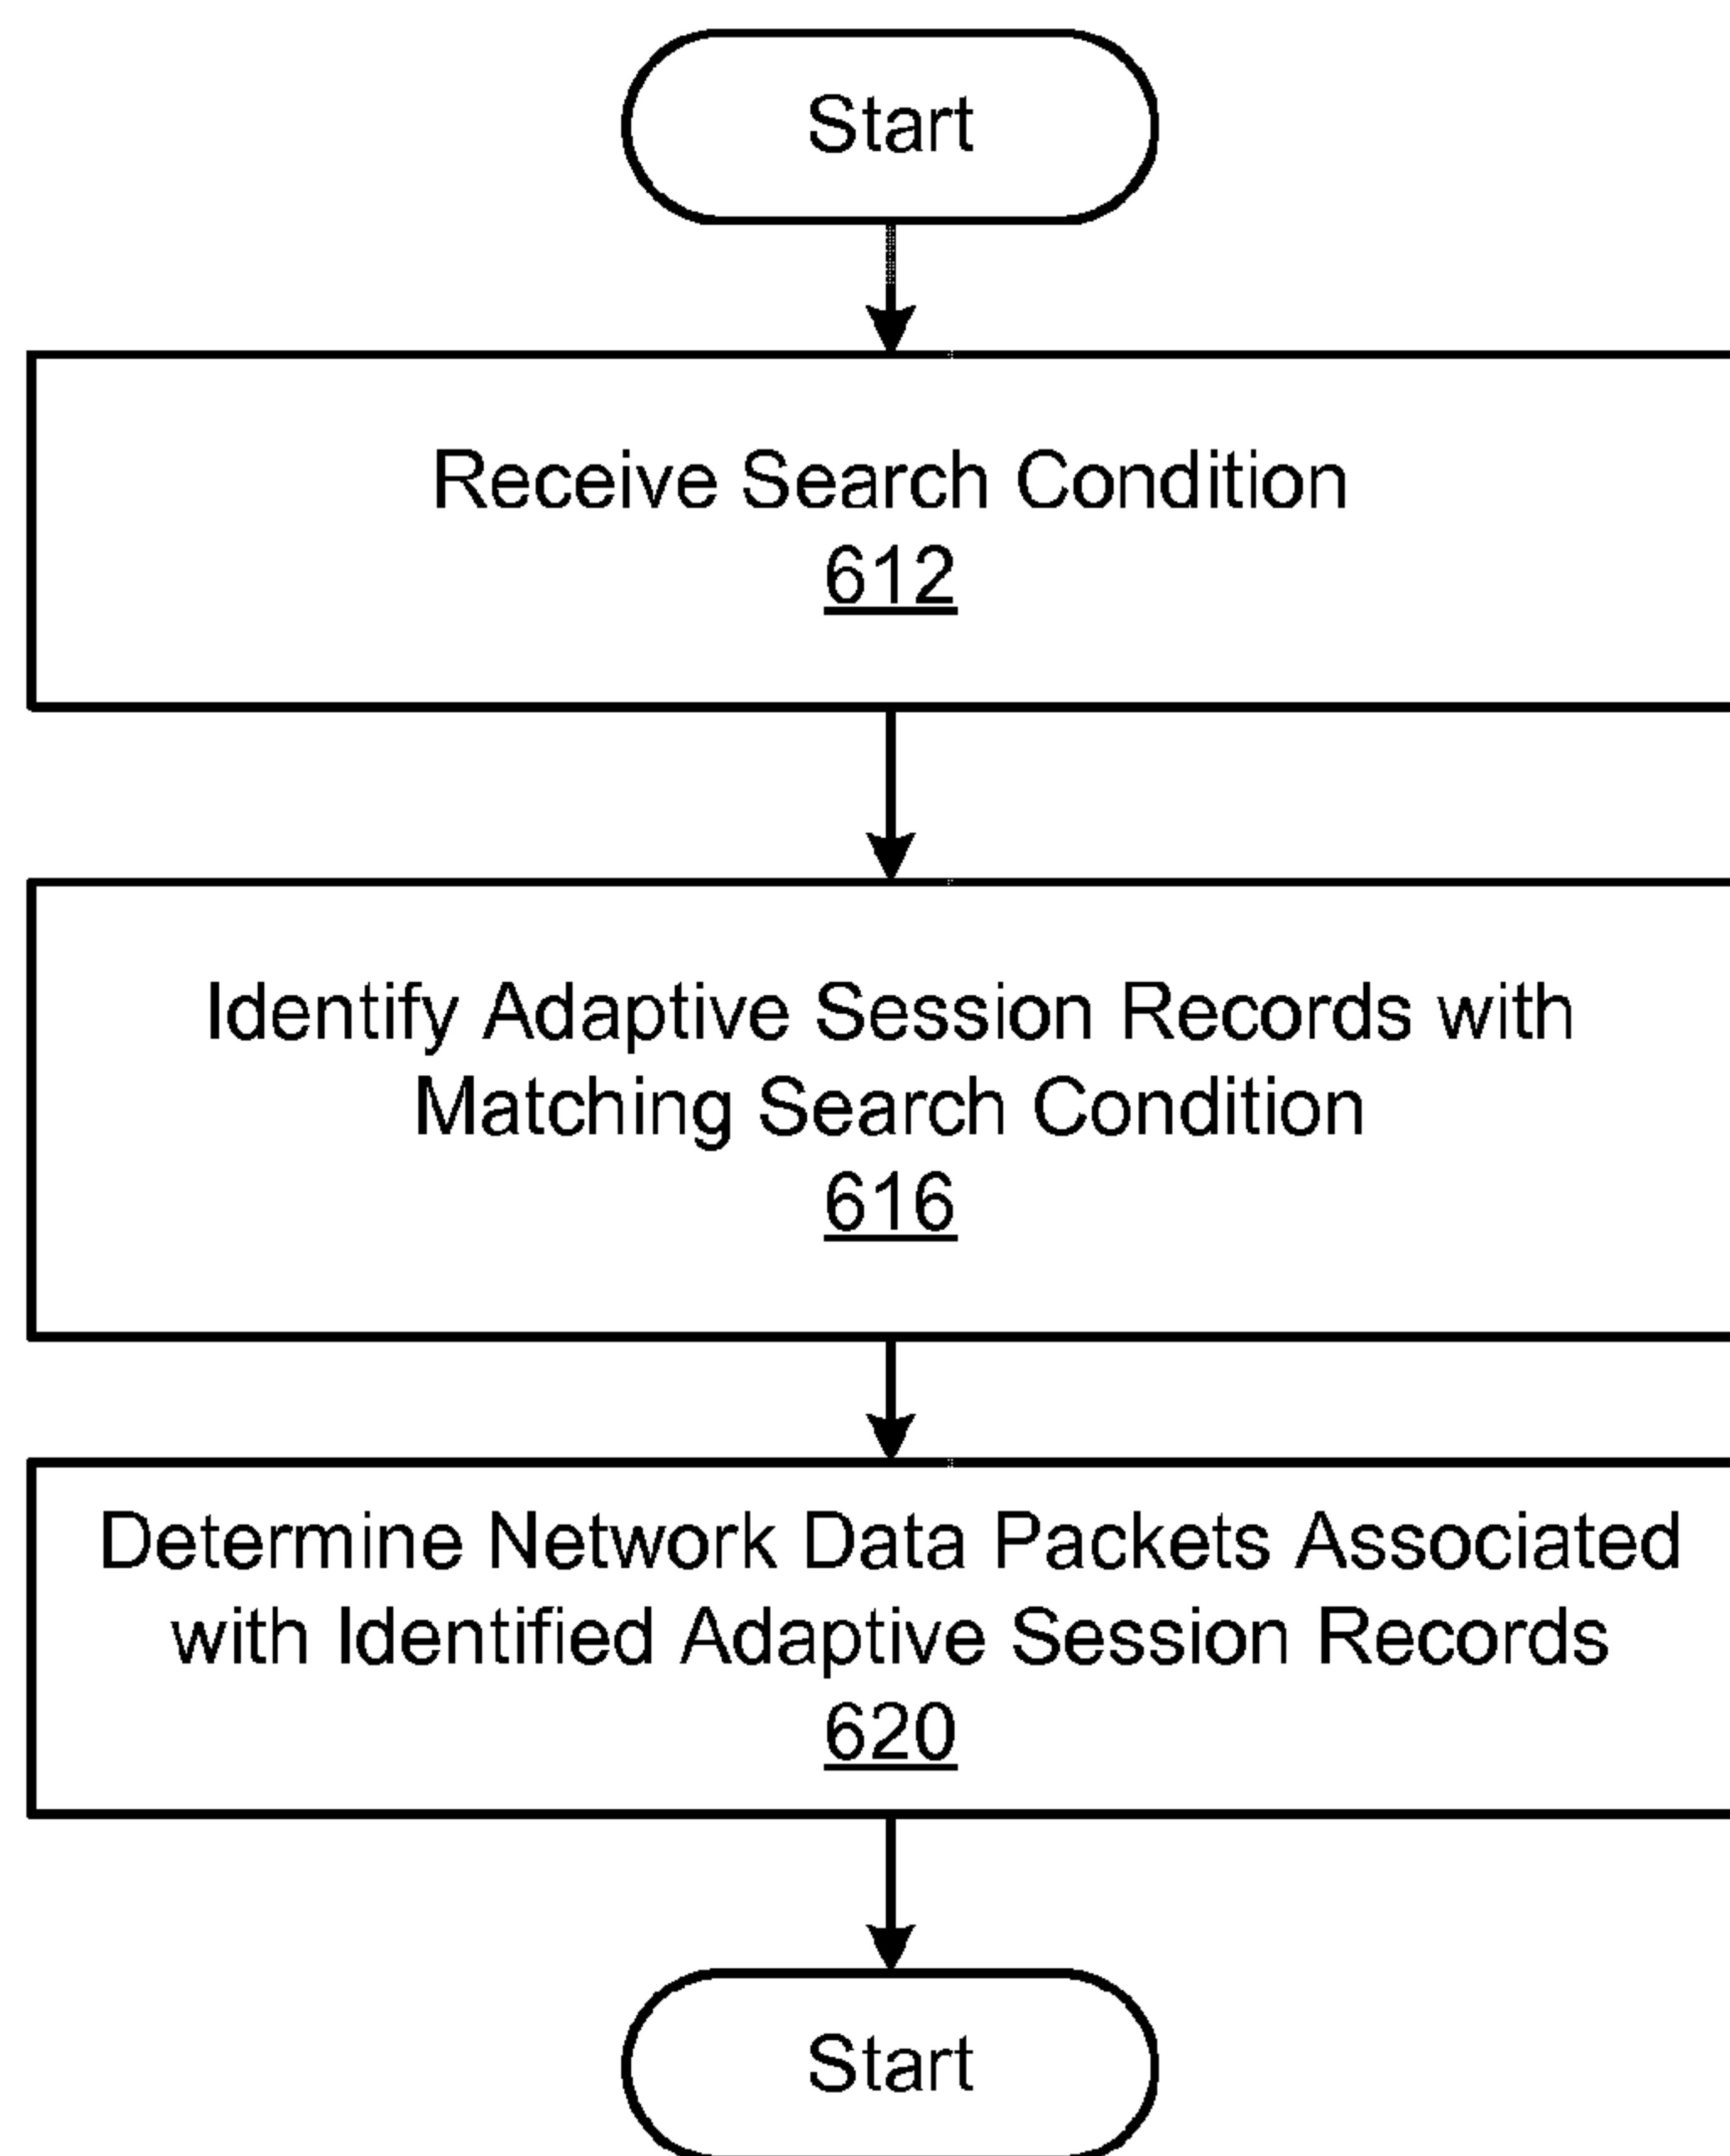 Start
Receive Search Condition
612
Identify Adaptive Session Records with
Matching Search Condition
616
Determine Network Data Packets Associated
with Identified Adaptive Session Records
620
Start